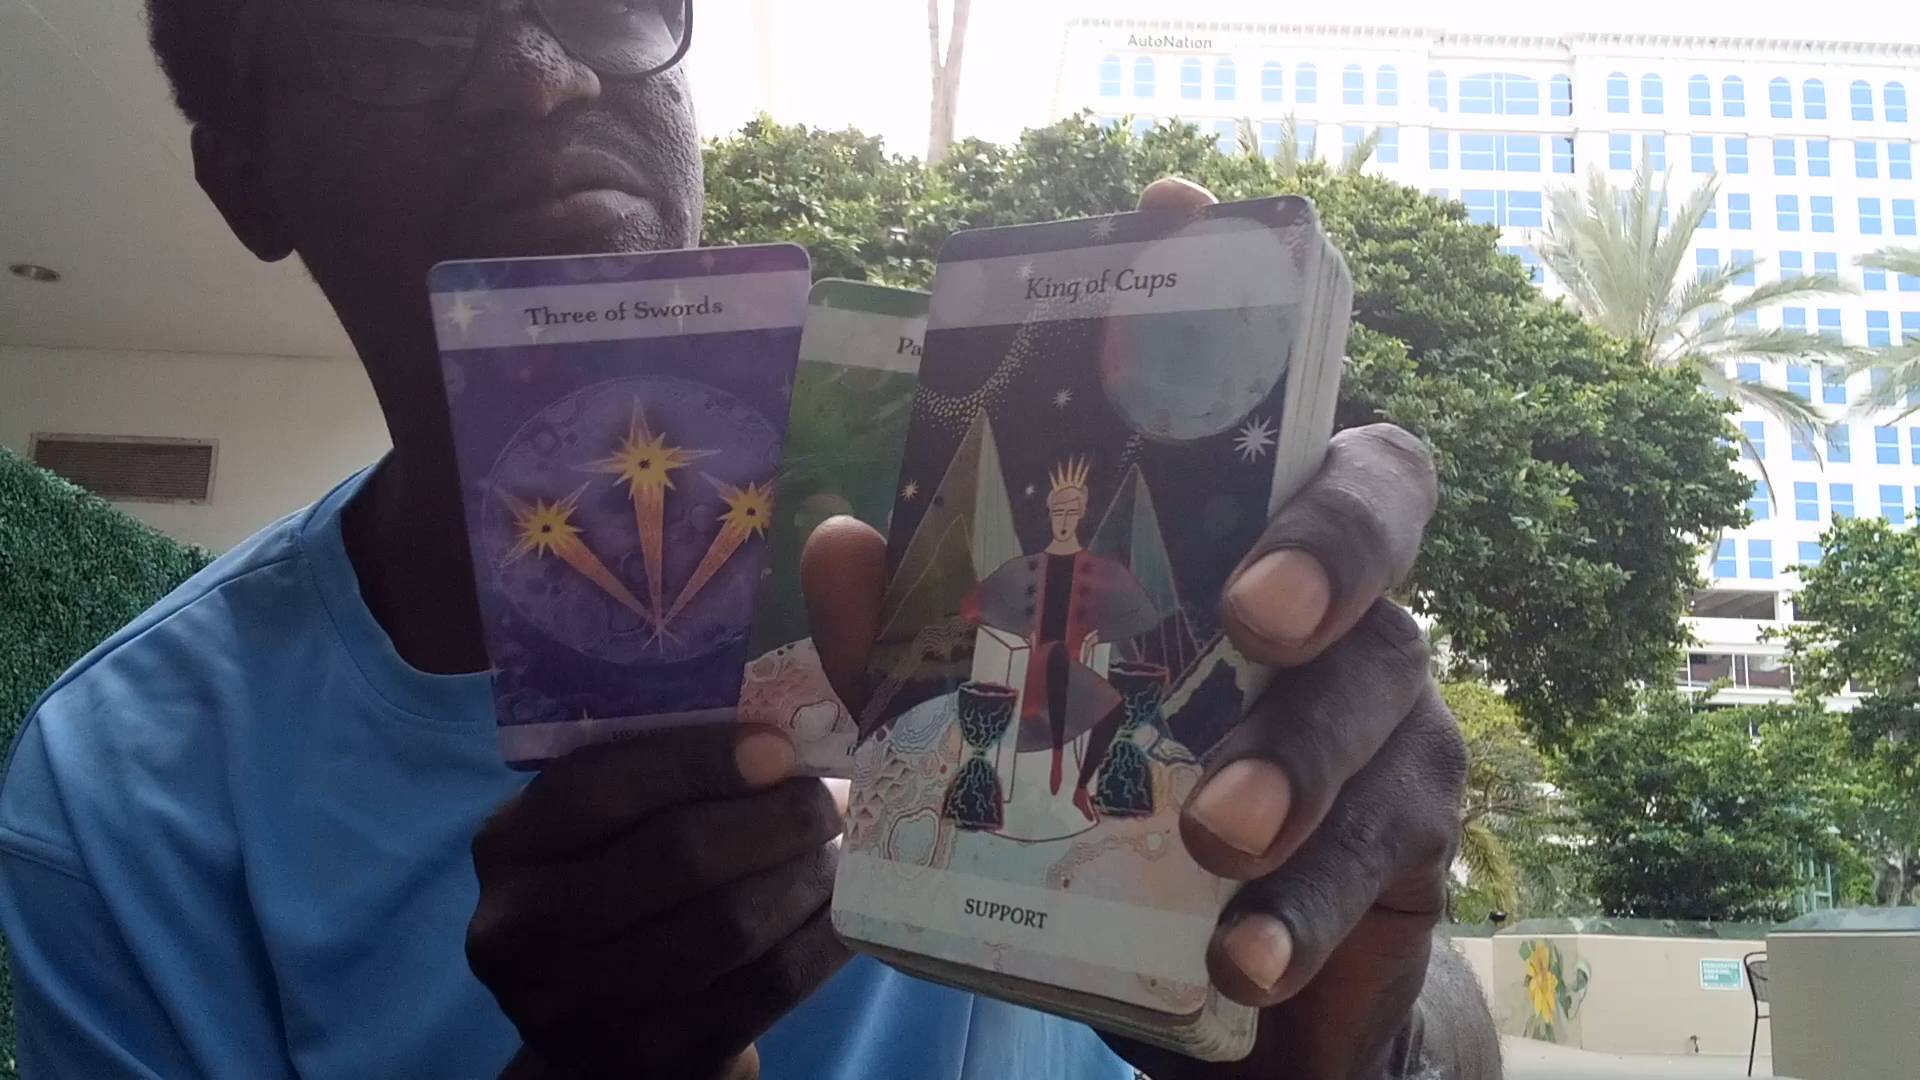 AutoNation
Three of Swords
Pa
King of Cups
SUPPORT